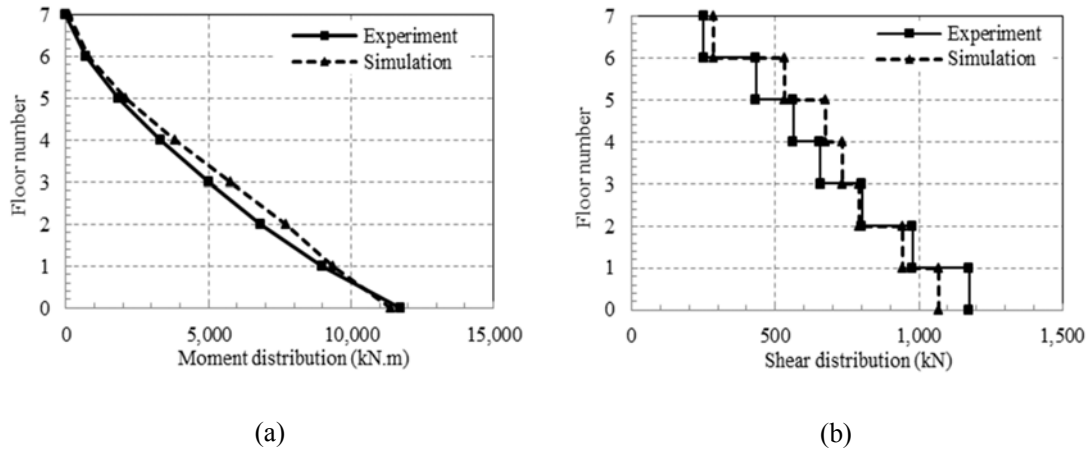 7
6
5
4
3
2
1
0
Floor number
0
5,000
10,000
15,000
Moment distribution (kN.m)
Experiment
Simulation
(a)
7
6
5
4
3
2
1
0
Floor number
0
500
1,000
1,500
Shear distribution (kN)
Experiment
Simulation
(b)